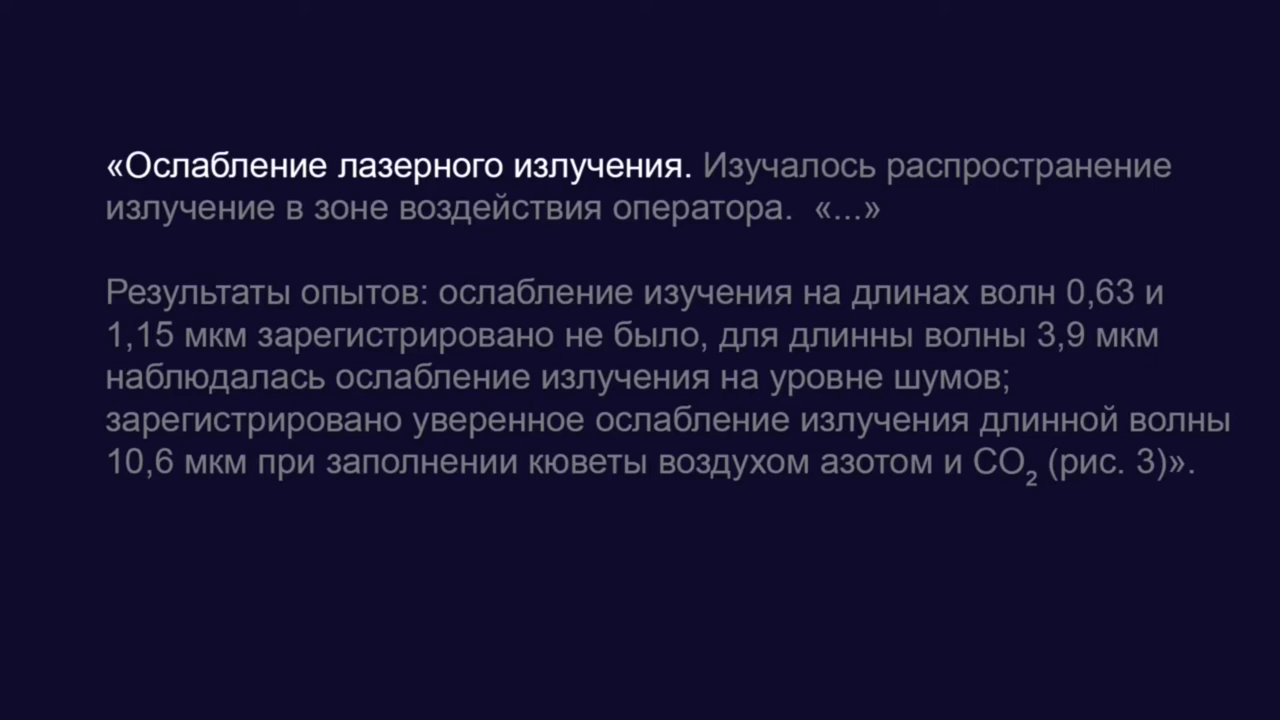 «Ослабление лазерного излучения. Изучалось распространение
излучение в зоне воздействия оператора. «...»
Результаты опытов: ослабление изучения на длинах волн 0,63 и
1,15 мкм зарегистрировано не было, для длинны волны 3,9 мкм
наблюдалась ослабление излучения на уровне шумов;
зарегистрировано уверенное ослабление излучения длинной волны
10,6 мкм при заполнении кюветы воздухом азотом и CO₂ (рис. 3)».